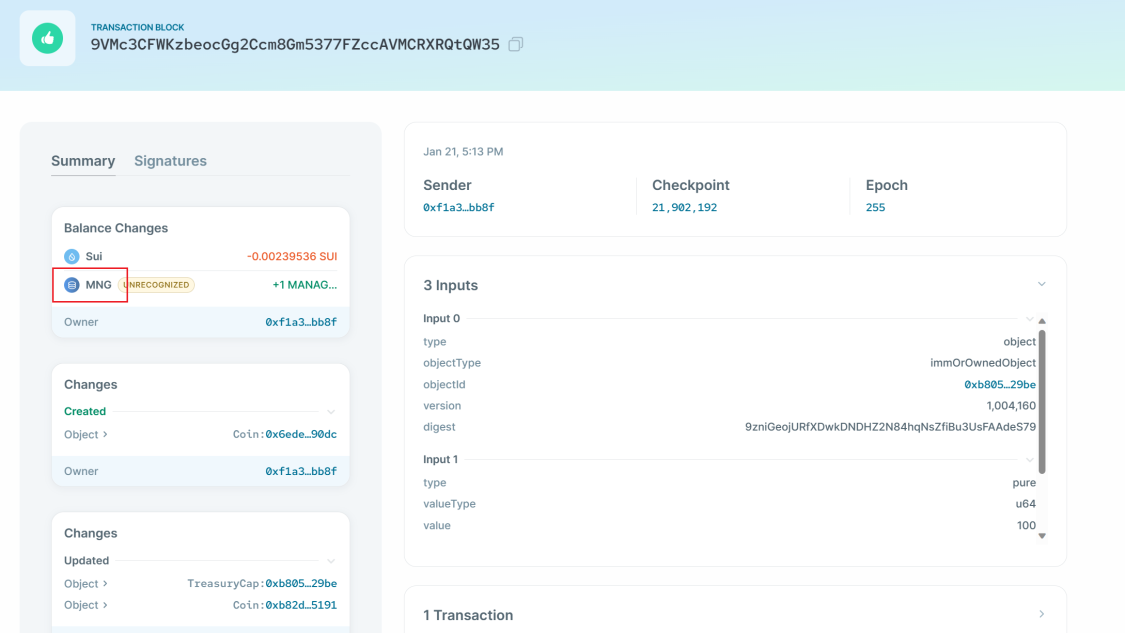 TRANSACTION BLOCK
9VMc3CFWKzbeocGg2Ccm8Gm5377FZccAVMCRXRQtQW35
Summary Signatures
Balance Changes
Sui -0.00239536 SUI
MNG UNRECOGNIZED +1 MANAG...
Owner 0xf1a3…bb8f
Changes
Created
Object Coin:0x6ede…90dc
Owner 0xf1a3…bb8f
Changes
Updated
Object TreasuryCap:0xb805…29be
Object Coin:0xb82d…5191
Jan 21, 5:13 PM
Sender Checkpoint Epoch
0xf1a3…bb8f 21,902,192 255
3 Inputs
Input 0
type object
objectType immOrOwnedObject
objectId 0xb805…29be
version 1,004,160
digest 9zniGeojURfXDwkDNDHZ2N84hqNsZfiBu3UsFAAdeS79
Input 1
type pure
valueType u64
value 100
1 Transaction